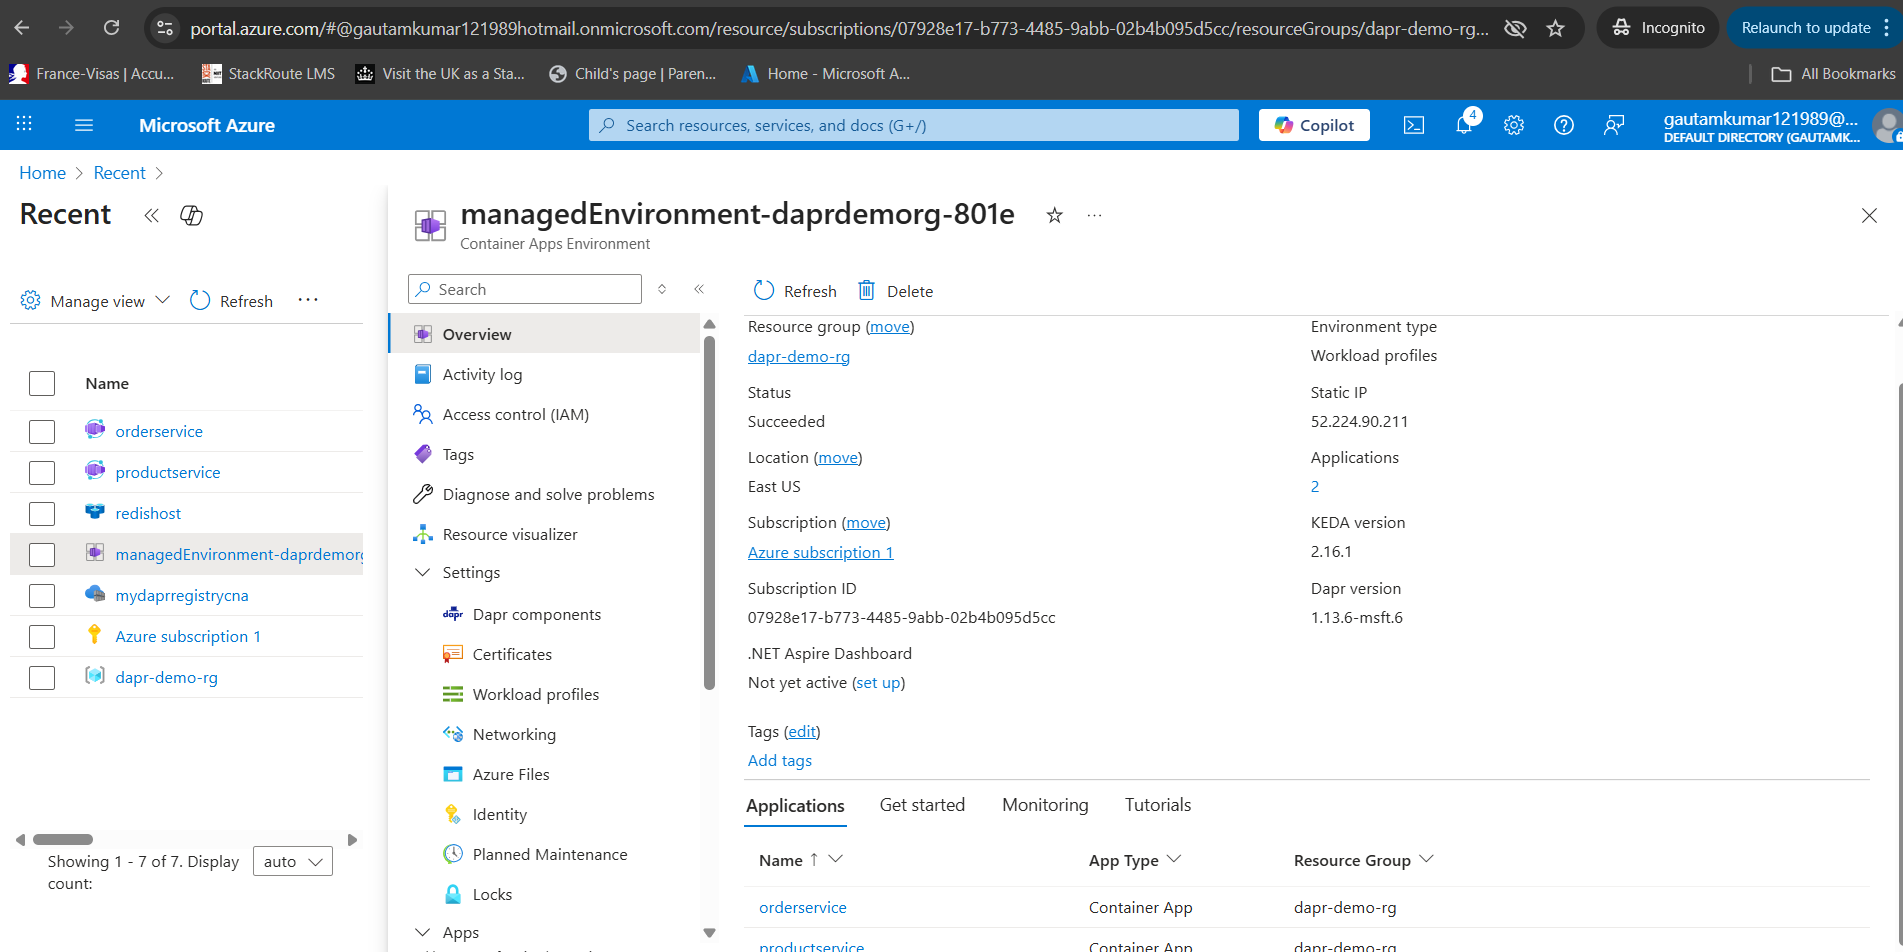 portal.azure.com/#@gautamkumar121989hotmail.onmicrosoft.com/resource/subscriptions/07928e17-b773-4485-9abb-02b4b095d5cc/resourceGroups/dapr-demo-rg...
Incognito
Relaunch to update
France-Visas | Accu...
StackRoute LMS
Visit the UK as a Sta...
Child's page | Paren...
Home - Microsoft A...
All Bookmarks
Microsoft Azure
Search resources, services, and docs (G+/)
Copilot
4
gautamkumar121989@...
DEFAULT DIRECTORY (GAUTAMK...
Home > Recent >
Recent
Manage view
Refresh
...
Name
orderservice
productservice
redishost
managedEnvironment-daprdemorg
mydaprregistrycna
Azure subscription 1
dapr-demo-rg
Showing 1 - 7 of 7. Display
count:
auto
managedEnvironment-daprdemorg-801e
...
Container Apps Environment
Search
Overview
Activity log
Access control (IAM)
Tags
Diagnose and solve problems
Resource visualizer
Settings
dapr
Dapr components
Certificates
Workload profiles
Networking
Azure Files
Identity
Planned Maintenance
Locks
Apps
Refresh
Delete
Resource group (move)
dapr-demo-rg
Status
Succeeded
Location (move)
East US
Subscription (move)
Azure subscription 1
Subscription ID
07928e17-b773-4485-9abb-02b4b095d5cc
.NET Aspire Dashboard
Not yet active (set up)
Tags (edit)
Add tags
Environment type
Workload profiles
Static IP
52.224.90.211
Applications
2
KEDA version
2.16.1
Dapr version
1.13.6-msft.6
Applications
Get started
Monitoring
Tutorials
Name ↑
App Type
Resource Group
orderservice
Container App
dapr-demo-rg
productservice
Container App
dapr-demo-rg